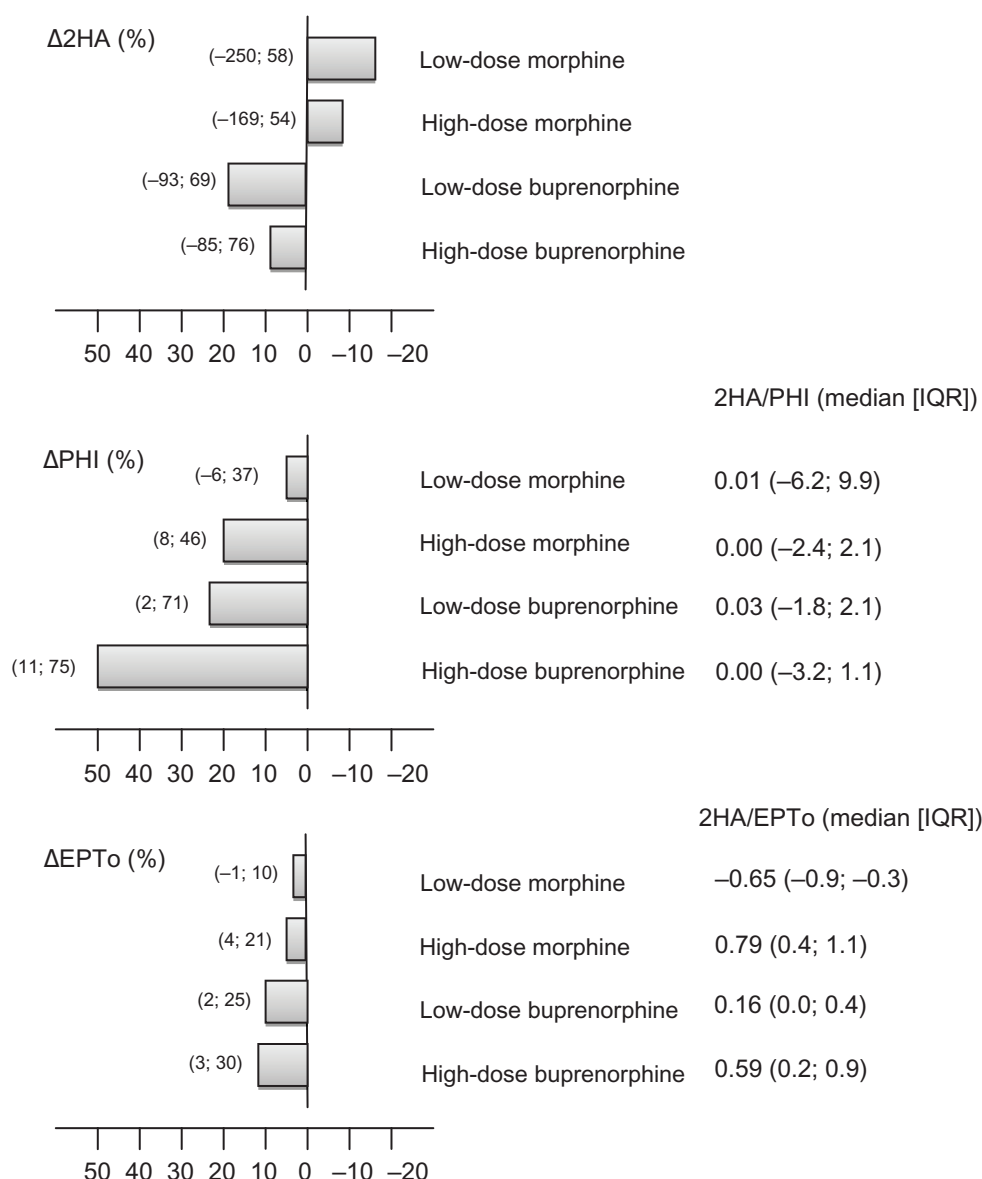 Δ2HA (%)
(–250; 58) Low-dose morphine
(–169; 54) High-dose morphine
(–93; 69) Low-dose buprenorphine
(–85; 76) High-dose buprenorphine
50 40 30 20 10 0 –10 –20
2HA/PHI (median [IQR])
ΔPHI (%)
(–6; 37) Low-dose morphine 0.01 (–6.2; 9.9)
(8; 46) High-dose morphine 0.00 (–2.4; 2.1)
(2; 71) Low-dose buprenorphine 0.03 (–1.8; 2.1)
(11; 75) High-dose buprenorphine 0.00 (–3.2; 1.1)
50 40 30 20 10 0 –10 –20
2HA/EPTo (median [IQR])
ΔEPTo (%)
(–1; 10) Low-dose morphine –0.65 (–0.9; –0.3)
(4; 21) High-dose morphine 0.79 (0.4; 1.1)
(2; 25) Low-dose buprenorphine 0.16 (0.0; 0.4)
(3; 30) High-dose buprenorphine 0.59 (0.2; 0.9)
50 40 30 20 10 0 –10 –20